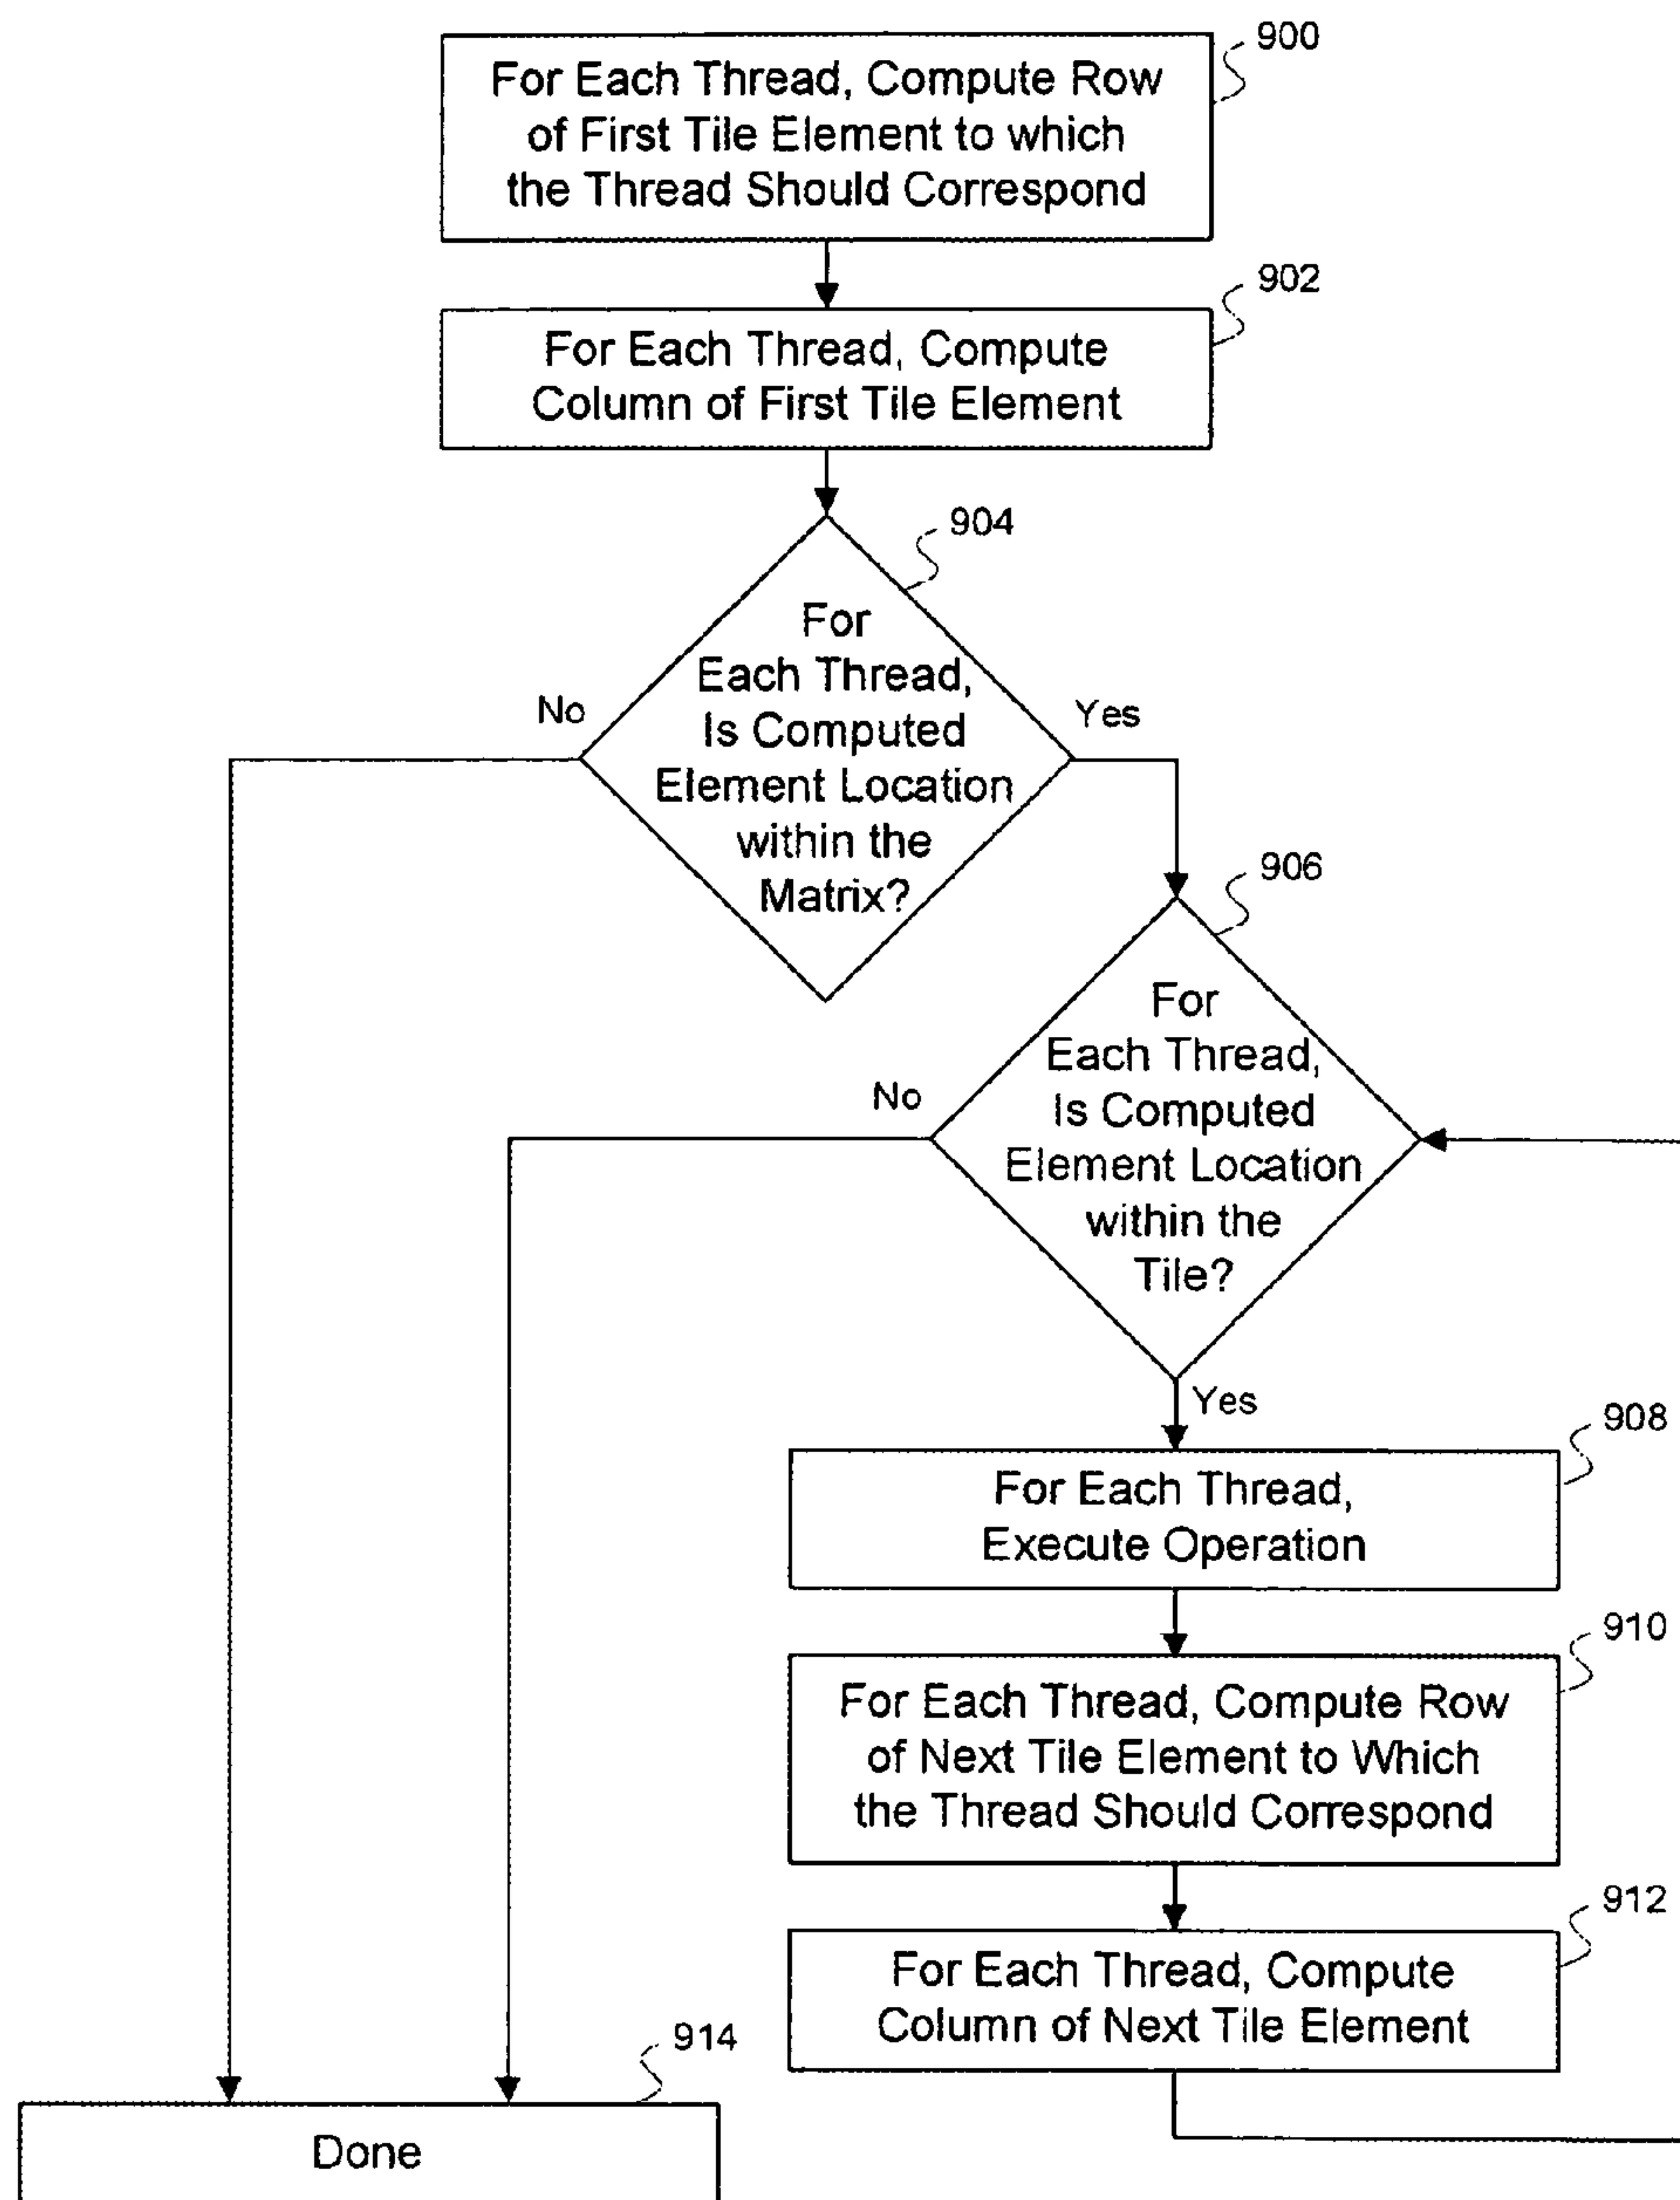 900
For Each Thread, Compute Row
of First Tile Element to which
the Thread Should Correspond
902
For Each Thread, Compute
Column of First Tile Element
904
For
Each Thread,
Is Computed
Element Location
within the
Matrix?
No
Yes
906
For
Each Thread,
Is Computed
Element Location
within the
Tile?
No
Yes
908
For Each Thread,
Execute Operation
910
For Each Thread, Compute Row
of Next Tile Element to Which
the Thread Should Correspond
912
For Each Thread, Compute
Column of Next Tile Element
914
Done